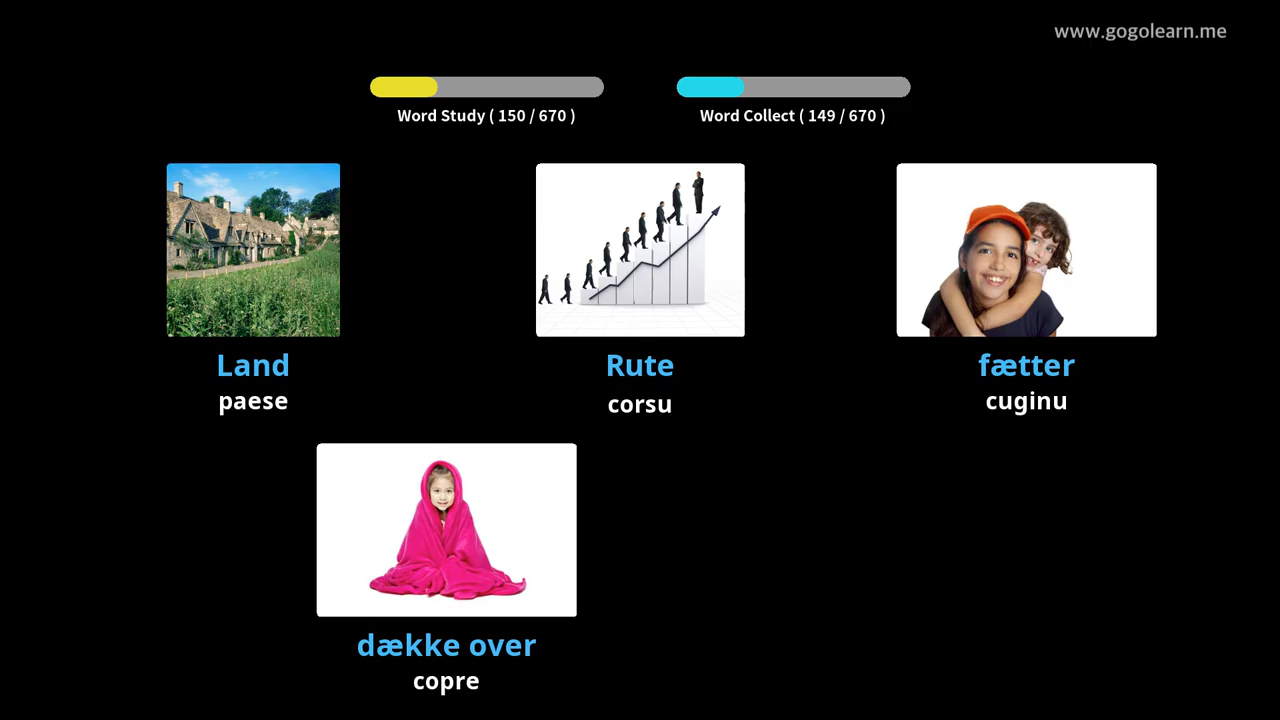 www.gogolearn.me
Word Study ( 150 / 670 )
Word Collect ( 149 / 670 )
Land
paese
Rute
corsu
fætter
cuginu
dække over
copre